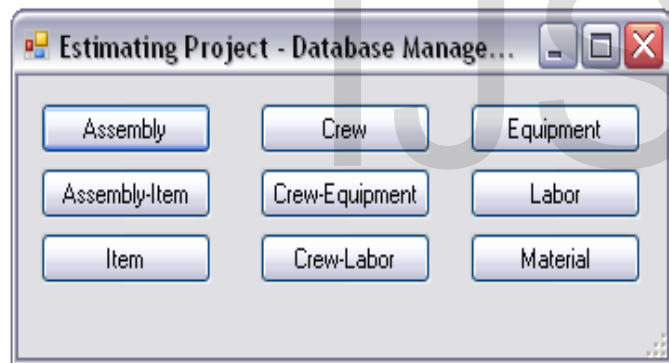 Estimating Project - Database Manage...
Assembly Crew Equipment
Assembly-Item Crew-Equipment Labor
Item Crew-Labor Material